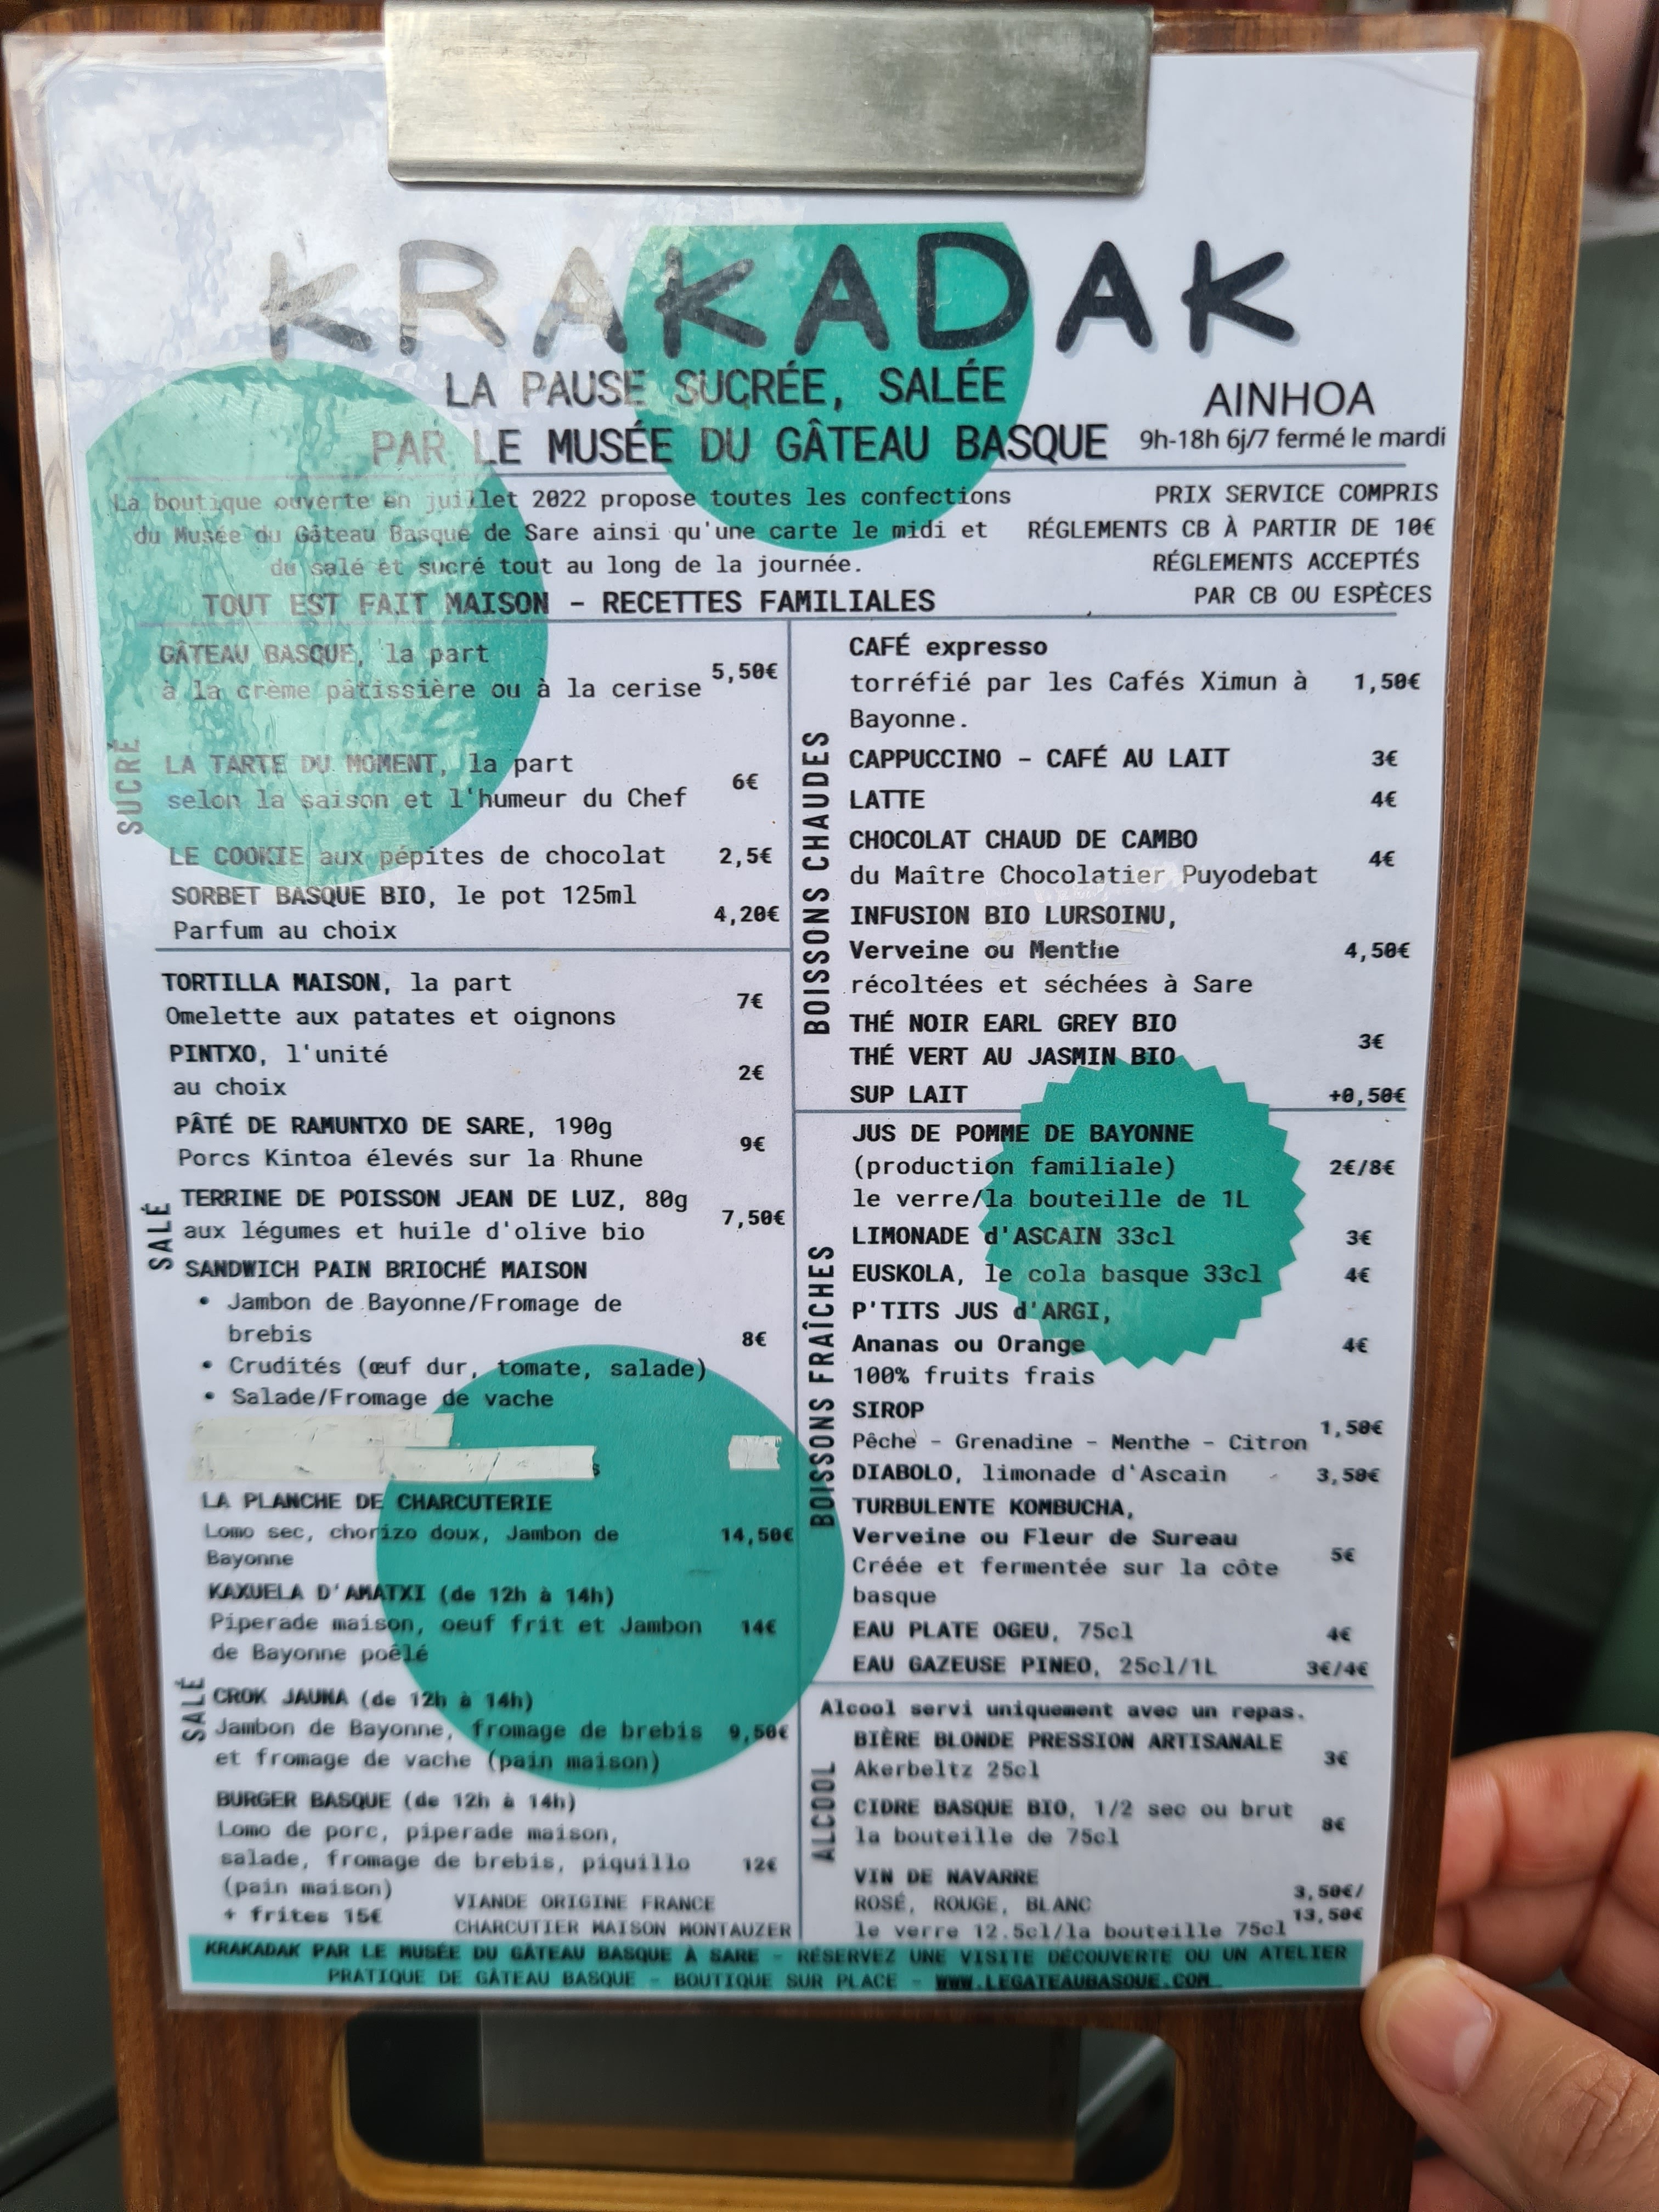 KRAKADAK
LA PAUSE SUCRÉE, SALÉE
PAR LE MUSÉE DU GÂTEAU BASQUE
AINHOA
9h-18h 6j/7 fermé le mardi
La boutique ouverte en juillet 2022 propose toutes les confections
du Musée du Gâteau Basque de Sare ainsi qu'une carte le midi et
du salé et sucré tout au long de la journée.
TOUT EST FAIT MAISON - RECETTES FAMILIALES
PRIX SERVICE COMPRIS
RÉGLEMENTS CB À PARTIR DE 10€
RÉGLEMENTS ACCEPTÉS
PAR CB OU ESPÈCES
SUCRÉ
GÂTEAU BASQUE, la part
à la crème pâtissière ou à la cerise 5,50€
LA TARTE DU MOMENT, la part
selon la saison et l'humeur du Chef 6€
LE COOKIE aux pépites de chocolat 2,5€
SORBET BASQUE BIO, le pot 125ml
Parfum au choix 4,20€
SALÉ
TORTILLA MAISON, la part
Omelette aux patates et oignons 7€
PINTXO, l'unité
au choix 2€
PÂTÉ DE RAMUNTXO DE SARE, 190g
Porcs Kintoa élevés sur la Rhune 9€
TERRINE DE POISSON JEAN DE LUZ, 80g
aux légumes et huile d'olive bio 7,50€
SANDWICH PAIN BRIOCHÉ MAISON
• Jambon de Bayonne/Fromage de
brebis 8€
• Crudités (œuf dur, tomate, salade)
• Salade/Fromage de vache
s
LA PLANCHE DE CHARCUTERIE
Lomo sec, chorizo doux, Jambon de 14,50€
Bayonne
KAXUELA D'AMATXI (de 12h à 14h)
Piperade maison, oeuf frit et Jambon 14€
de Bayonne poêlé
SALÉ
CROK JAUNA (de 12h à 14h)
Jambon de Bayonne, fromage de brebis 9,50€
et fromage de vache (pain maison)
BURGER BASQUE (de 12h à 14h)
Lomo de porc, piperade maison,
salade, fromage de brebis, piquillo 12€
(pain maison)
+ frites 15€
VIANDE ORIGINE FRANCE
CHARCUTIER MAISON MONTAUZER
BOISSONS CHAUDES
CAFÉ expresso
torréfié par les Cafés Ximun à 1,50€
Bayonne.
CAPPUCCINO - CAFÉ AU LAIT 3€
LATTE 4€
CHOCOLAT CHAUD DE CAMBO
du Maître Chocolatier Puyodebat 4€
INFUSION BIO LURSOINU,
Verveine ou Menthe 4,50€
récoltées et séchées à Sare
THÉ NOIR EARL GREY BIO
THÉ VERT AU JASMIN BIO 3€
SUP LAIT +0,50€
BOISSONS FRAÎCHES
JUS DE POMME DE BAYONNE
(production familiale) 2€/8€
le verre/la bouteille de 1L
LIMONADE d'ASCAIN 33cl 3€
EUSKOLA, le cola basque 33cl 4€
P'TITS JUS d'ARGI,
Ananas ou Orange 4€
100% fruits frais
SIROP
Pêche - Grenadine - Menthe - Citron 1,50€
DIABOLO, limonade d'Ascain 3,50€
TURBULENTE KOMBUCHA,
Verveine ou Fleur de Sureau
Créée et fermentée sur la côte 5€
basque
EAU PLATE OGEU, 75cl 4€
EAU GAZEUSE PINEO, 25cl/1L 3€/4€
ALCOOL
Alcool servi uniquement avec un repas.
BIÈRE BLONDE PRESSION ARTISANALE
Akerbeltz 25cl 3€
CIDRE BASQUE BIO, 1/2 sec ou brut
la bouteille de 75cl 8€
VIN DE NAVARRE
ROSÉ, ROUGE, BLANC 3,50€/
le verre 12.5cl/la bouteille 75cl 13,50€
KRAKADAK PAR LE MUSÉE DU GÂTEAU BASQUE À SARE - RÉSERVEZ UNE VISITE DÉCOUVERTE OU UN ATELIER
PRATIQUE DE GÂTEAU BASQUE - BOUTIQUE SUR PLACE - WWW.LEGATEAUBASQUE.COM